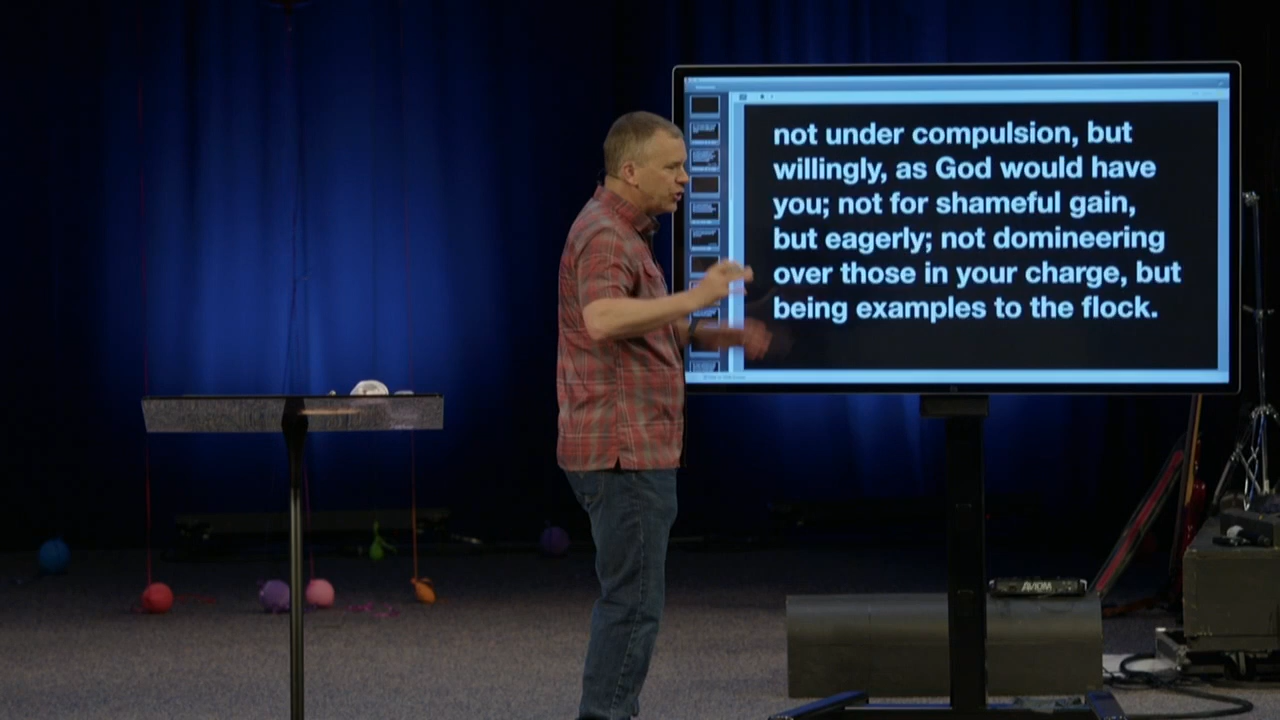 not under compulsion, but
willingly, as God would have
you; not for shameful gain,
but eagerly; not domineering
over those in your charge, but
being examples to the flock.
AVIOM